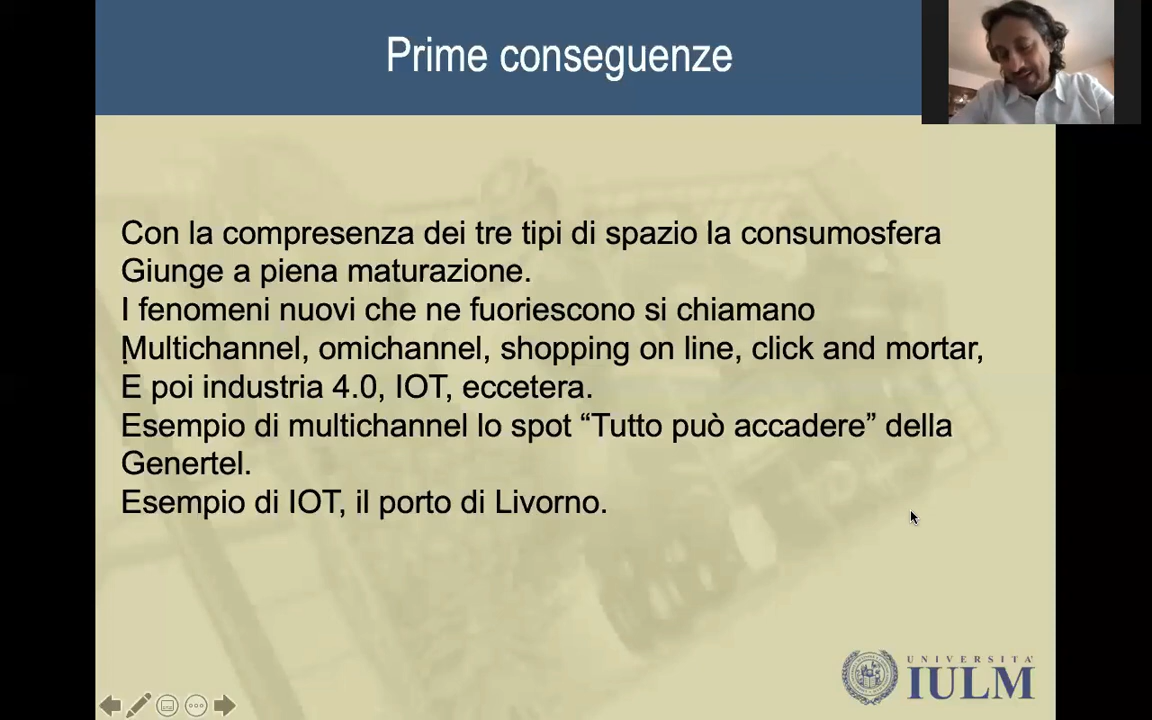 Prime conseguenze
Con la compresenza dei tre tipi di spazio la consumosfera
Giunge a piena maturazione.
I fenomeni nuovi che ne fuoriescono si chiamano
Multichannel, omichannel, shopping on line, click and mortar,
E poi industria 4.0, IOT, eccetera.
Esempio di multichannel lo spot “Tutto può accadere” della
Genertel.
Esempio di IOT, il porto di Livorno.
UNIVERSITA'
IULM